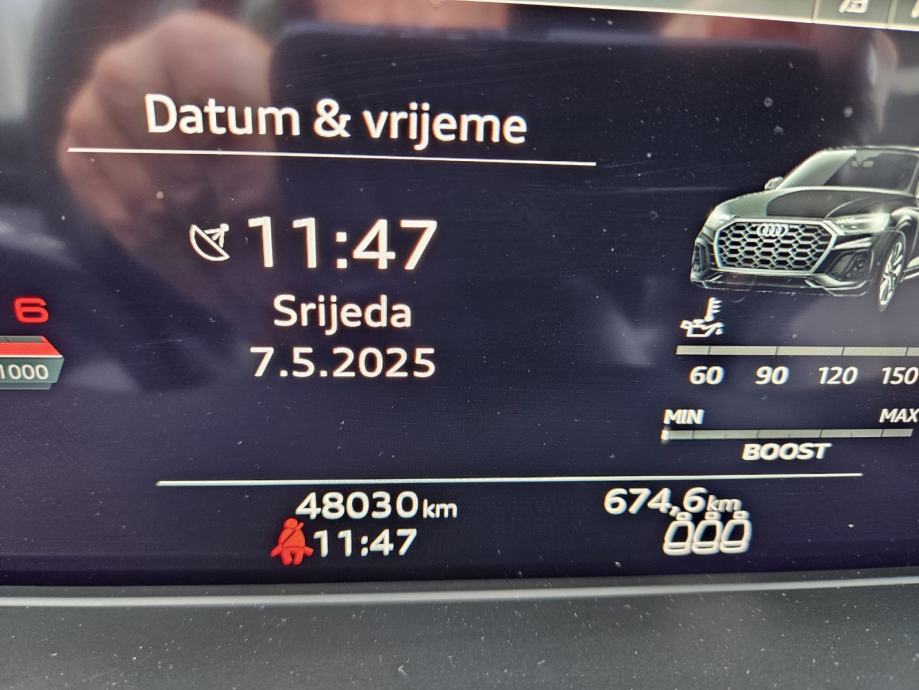 Datum & vrijeme
11:47
Srijeda
7.5.2025
6
1000
60 90 120 150
MIN MAX
BOOST
48030 km 674,6 km
11:47